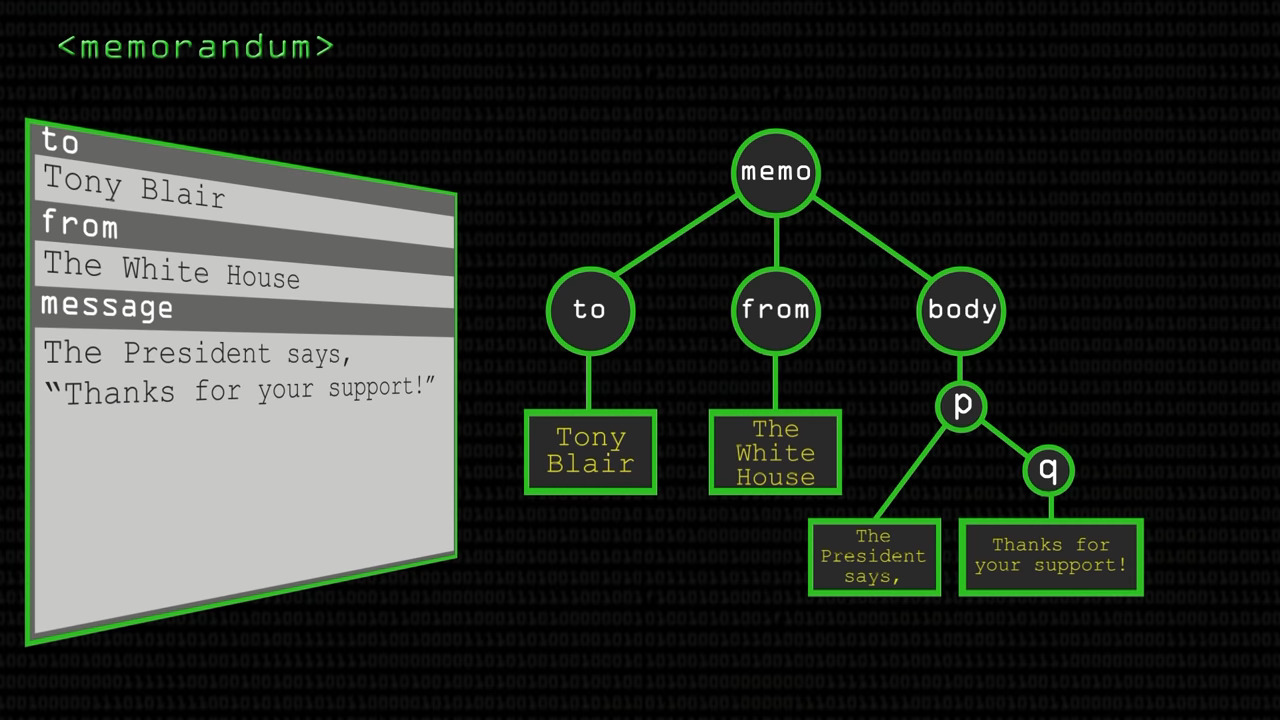 <memorandum>
to
Tony Blair
from
The White House
message
The President says,
“Thanks for your support!”
memo
to
from
body
Tony
Blair
The
White
House
p
q
The
President
says,
Thanks for
your support!